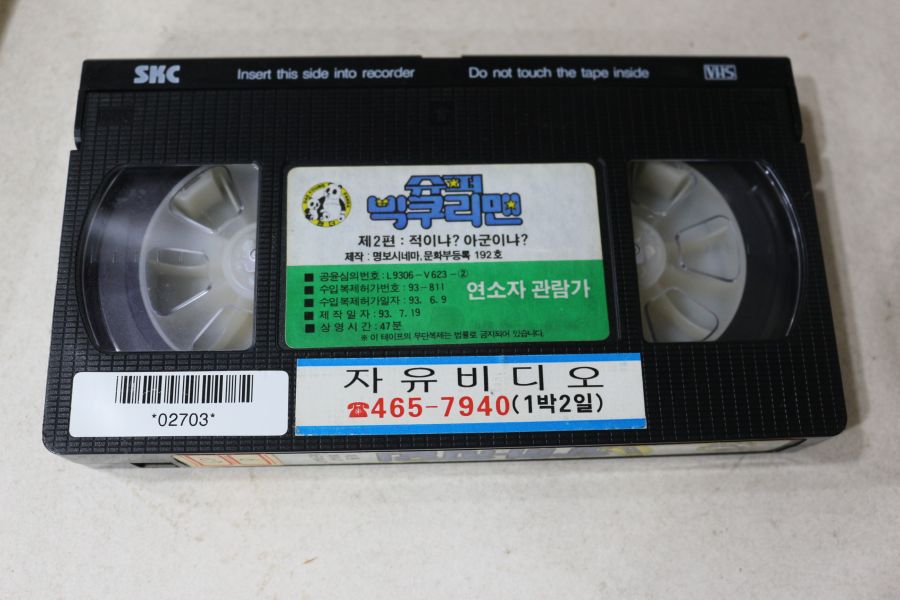 SKC Insert this side into recorder Do not touch the tape inside VHS
슈퍼
빅쿠리맨
제2편 : 적이냐? 아군이냐?
제작 : 명보시네마, 문화부등록 192호
■ 공윤심의번호 : L9306-V623-②
■ 수입복제허가번호 : 93-811
■ 수입복제허가일자 : 93. 6. 9
■ 제작일자 : 93. 7. 19
■ 상영시간 : 47분
연소자 관람가
※ 이 테이프의 무단복제는 법률로 금지되어 있습니다.
자유비디오
☎465-7940(1박2일)
*02703*